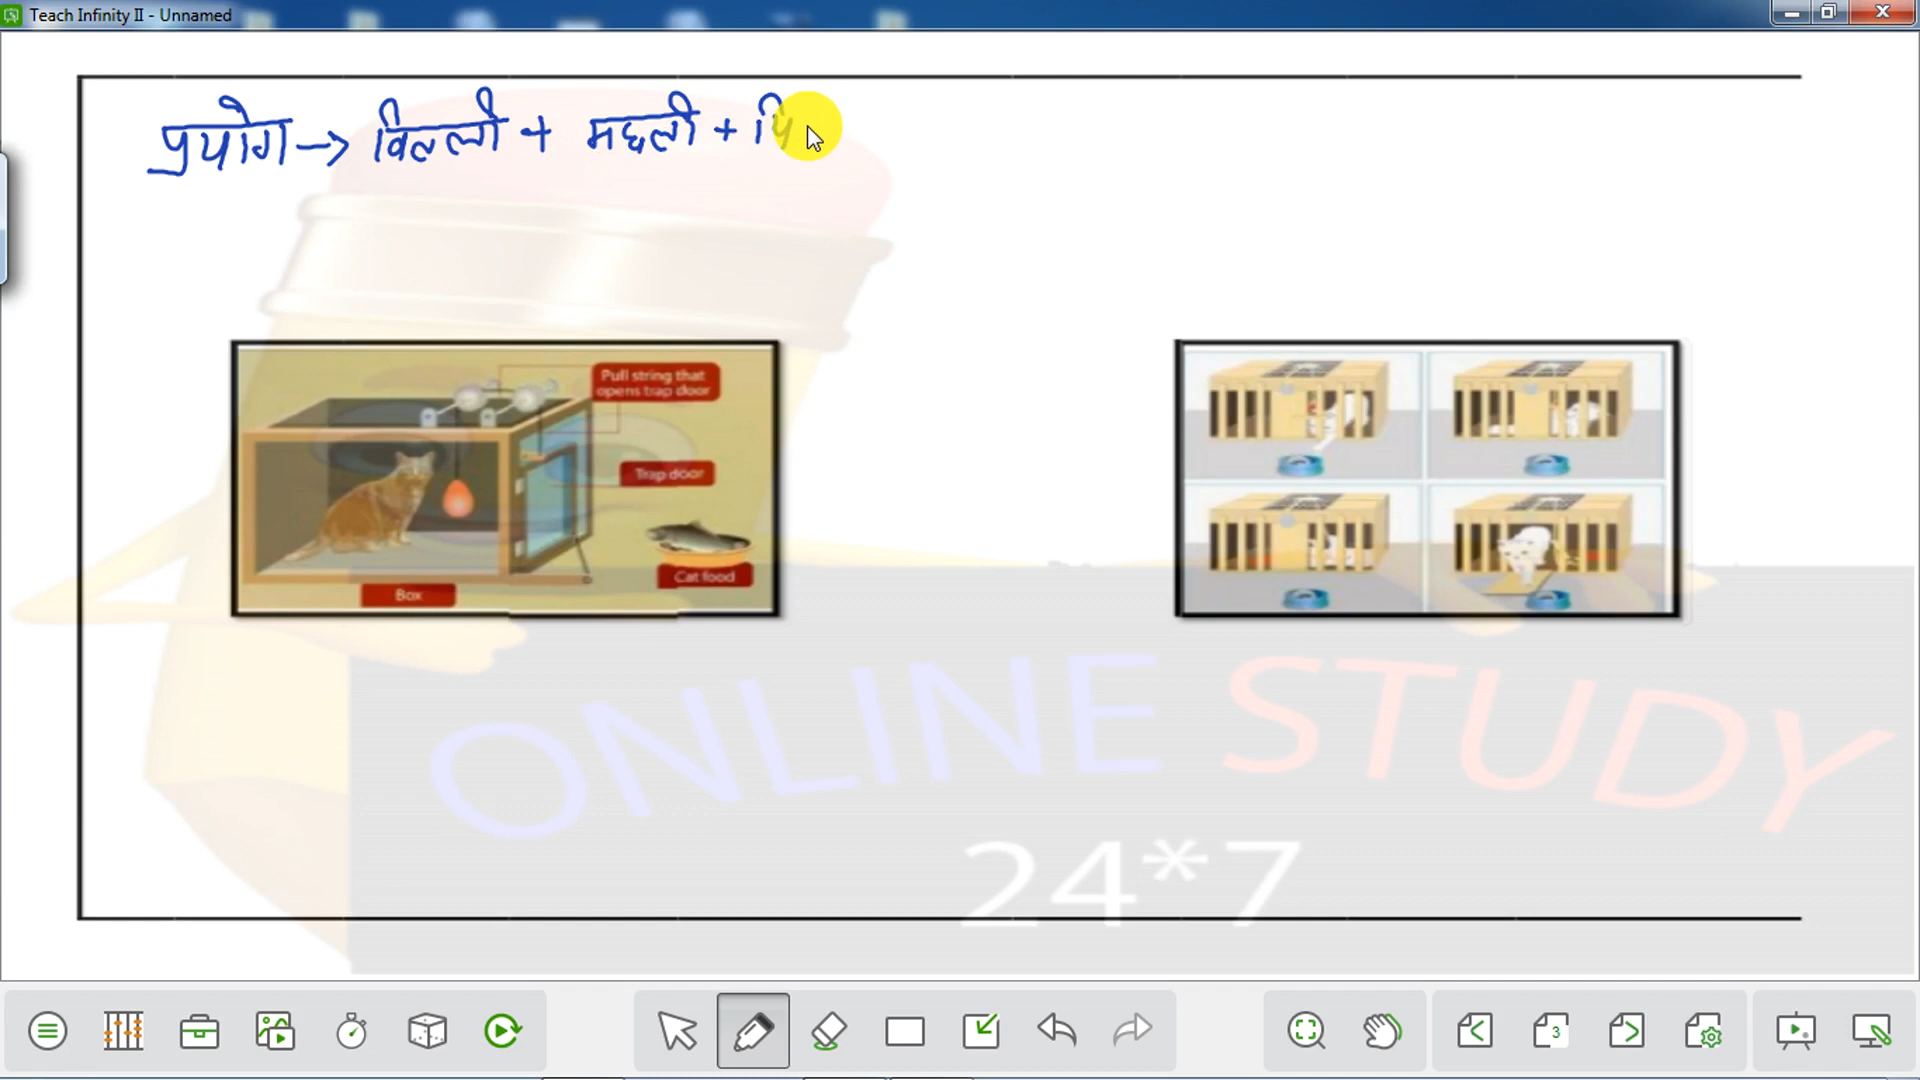 Teach Infinity II - Unnamed
प्रयोग → बिल्ली + मछली +
Pull string that
opens trap door
Trap door
Cat food
Box
ONLINE STUDY
24*7
3